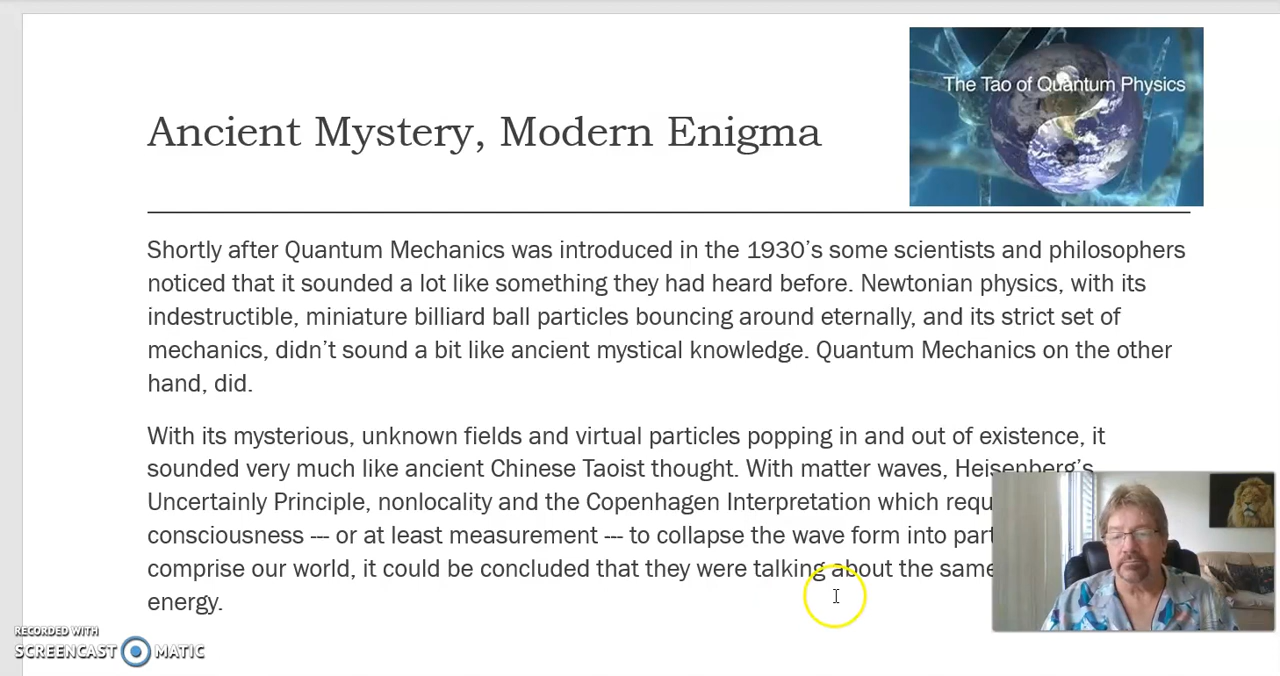 The Tao of Quantum Physics
Ancient Mystery, Modern Enigma
Shortly after Quantum Mechanics was introduced in the 1930’s some scientists and philosophers
noticed that it sounded a lot like something they had heard before. Newtonian physics, with its
indestructible, miniature billiard ball particles bouncing around eternally, and its strict set of
mechanics, didn’t sound a bit like ancient mystical knowledge. Quantum Mechanics on the other
hand, did.
With its mysterious, unknown fields and virtual particles popping in and out of existence, it
sounded very much like ancient Chinese Taoist thought. With matter waves, Heisenberg’s
Uncertainly Principle, nonlocality and the Copenhagen Interpretation which
consciousness --- or at least measurement --- to collapse the wave form into
comprise our world, it could be concluded that they were talking about the same
energy.
RECORDED WITH
SCREENCAST MATIC